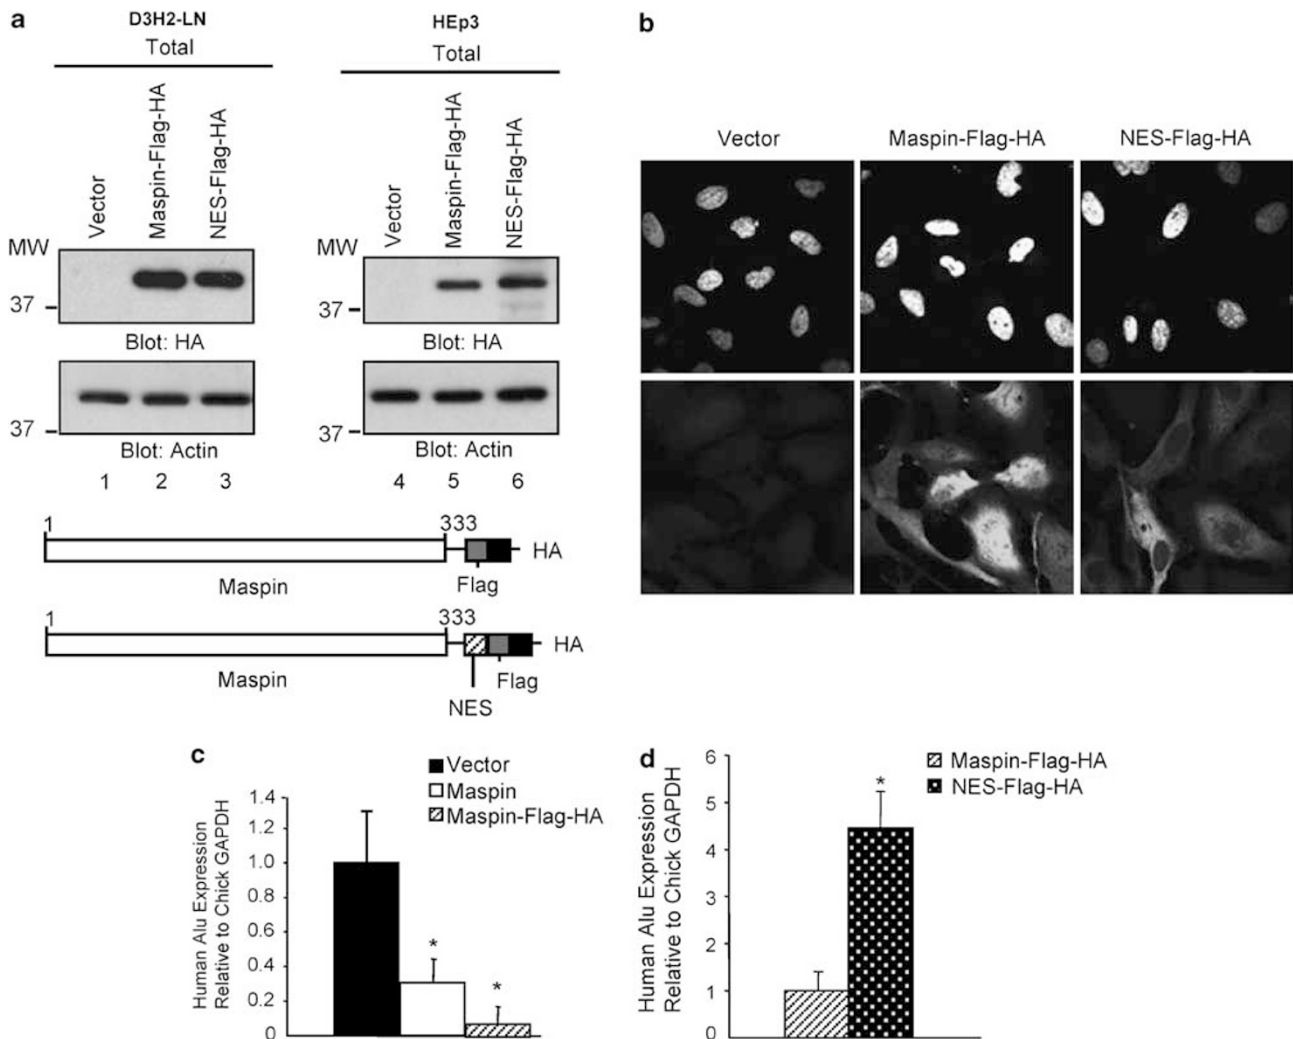 a
D3H2-LN
Total
Vector
Maspin-Flag-HA
NES-Flag-HA
MW
37
Blot: HA
37
Blot: Actin
1 2 3
HEp3
Total
Vector
Maspin-Flag-HA
NES-Flag-HA
MW
37
Blot: HA
37
Blot: Actin
4 5 6
1 333
HA
Maspin
Flag
1 333
HA
Maspin
Flag
NES
b
Vector Maspin-Flag-HA NES-Flag-HA
c
Vector
Maspin
Maspin-Flag-HA
Human Alu Expression
Relative to Chick GAPDH
1.4
1.2
1.0
0.8
0.6
0.4
0.2
0
*
*
d
Maspin-Flag-HA
NES-Flag-HA
Human Alu Expression
Relative to Chick GAPDH
6
5
4
3
2
1
0
*